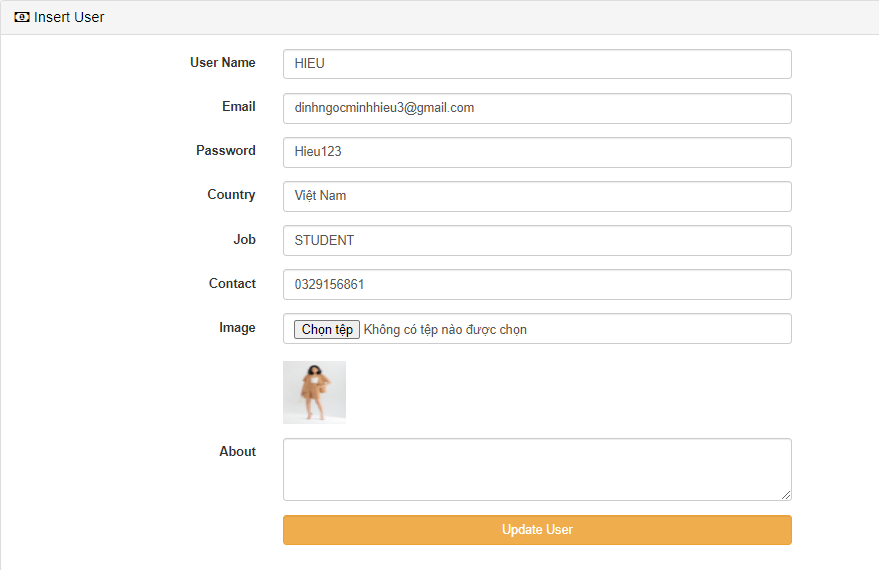 Insert User
User Name HIEU
Email dinhngocminhhieu3@gmail.com
Password Hieu123
Country Việt Nam
Job STUDENT
Contact 0329156861
Image Chọn tệp Không có tệp nào được chọn
About
Update User